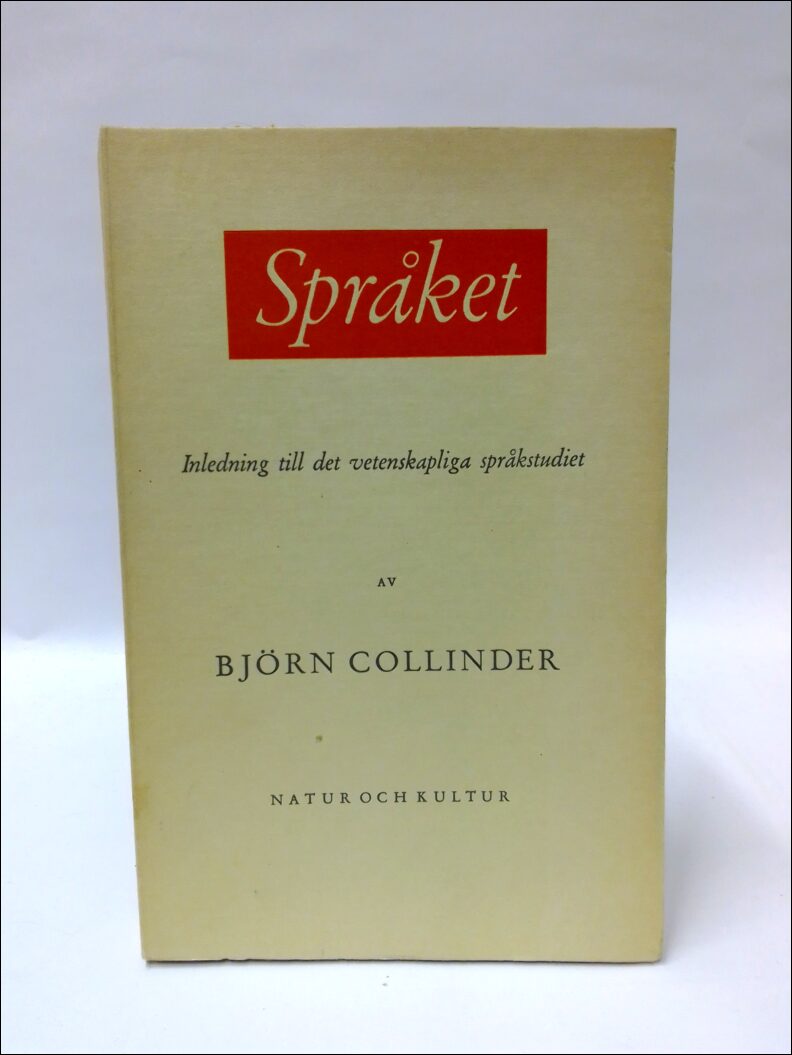 Språket
Inledning till det vetenskapliga språkstudiet
AV
BJÖRN COLLINDER
NATUR OCH KULTUR